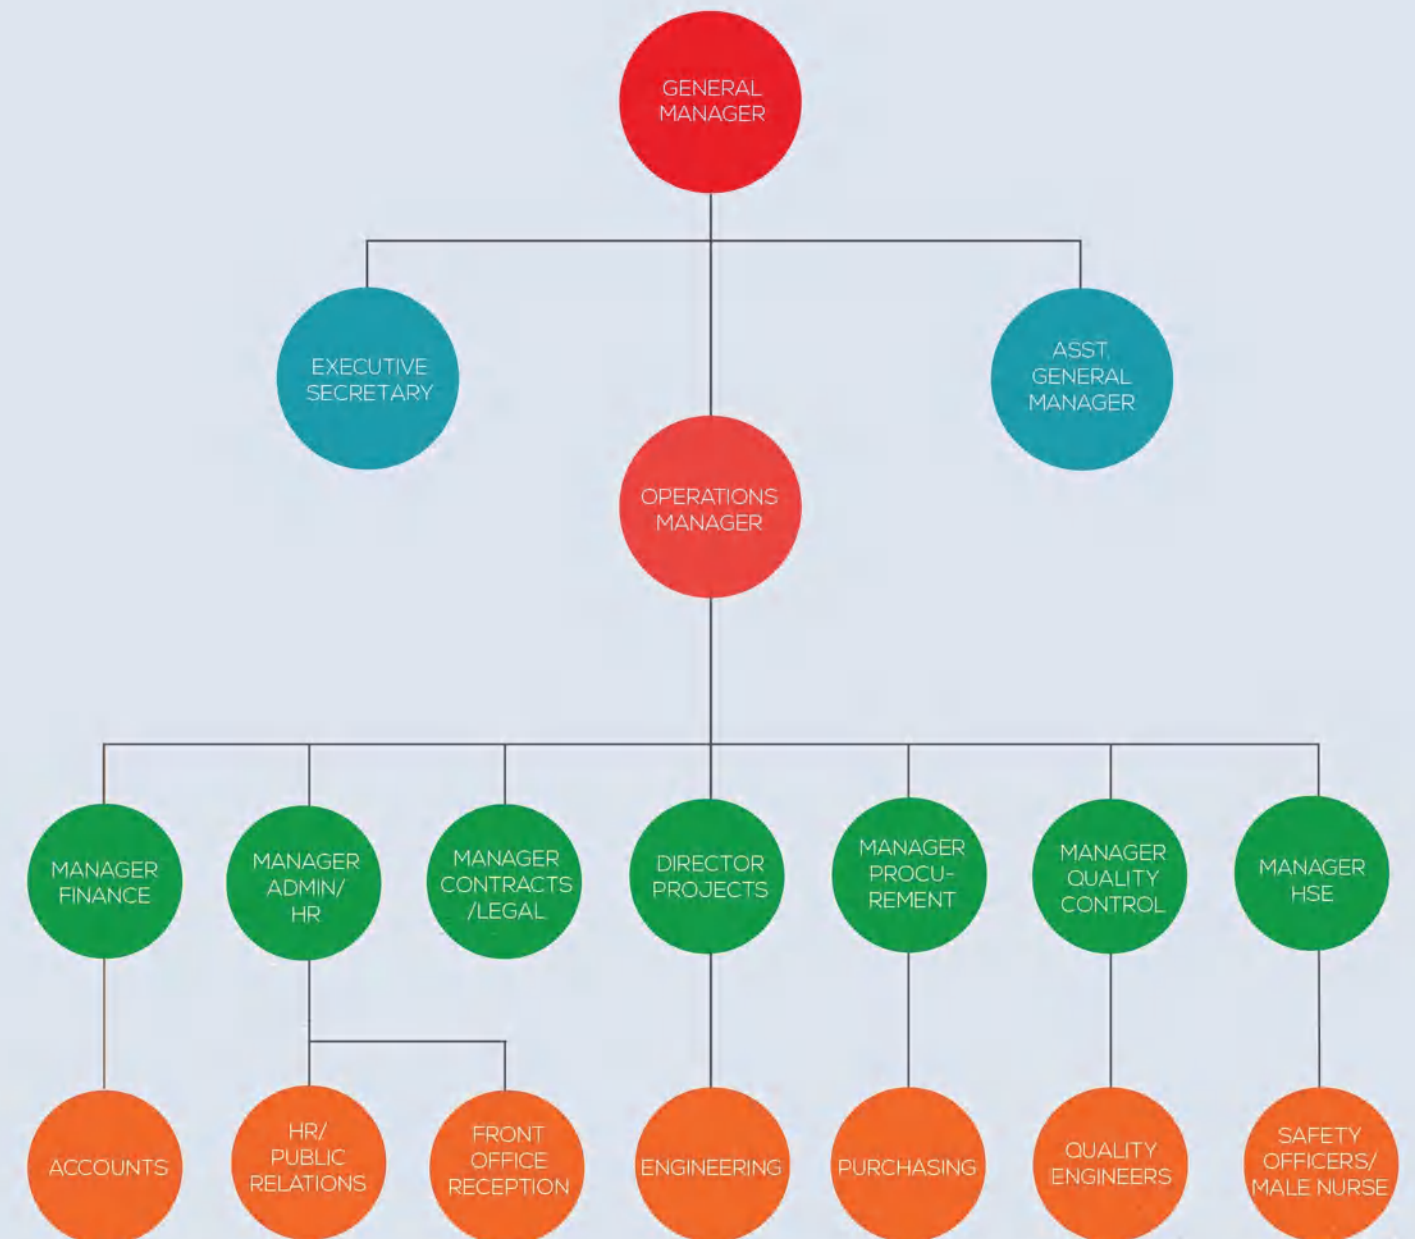 GENERAL
MANAGER
EXECUTIVE
SECRETARY
ASST.
GENERAL
MANAGER
OPERATIONS
MANAGER
MANAGER
FINANCE
MANAGER
ADMIN/
HR
MANAGER
CONTRACTS
/LEGAL
DIRECTOR
PROJECTS
MANAGER
PROCU-
REMENT
MANAGER
QUALITY
CONTROL
MANAGER
HSE
ACCOUNTS
HR/
PUBLIC
RELATIONS
FRONT
OFFICE
RECEPTION
ENGINEERING
PURCHASING
QUALITY
ENGINEERS
SAFETY
OFFICERS/
MALE NURSE